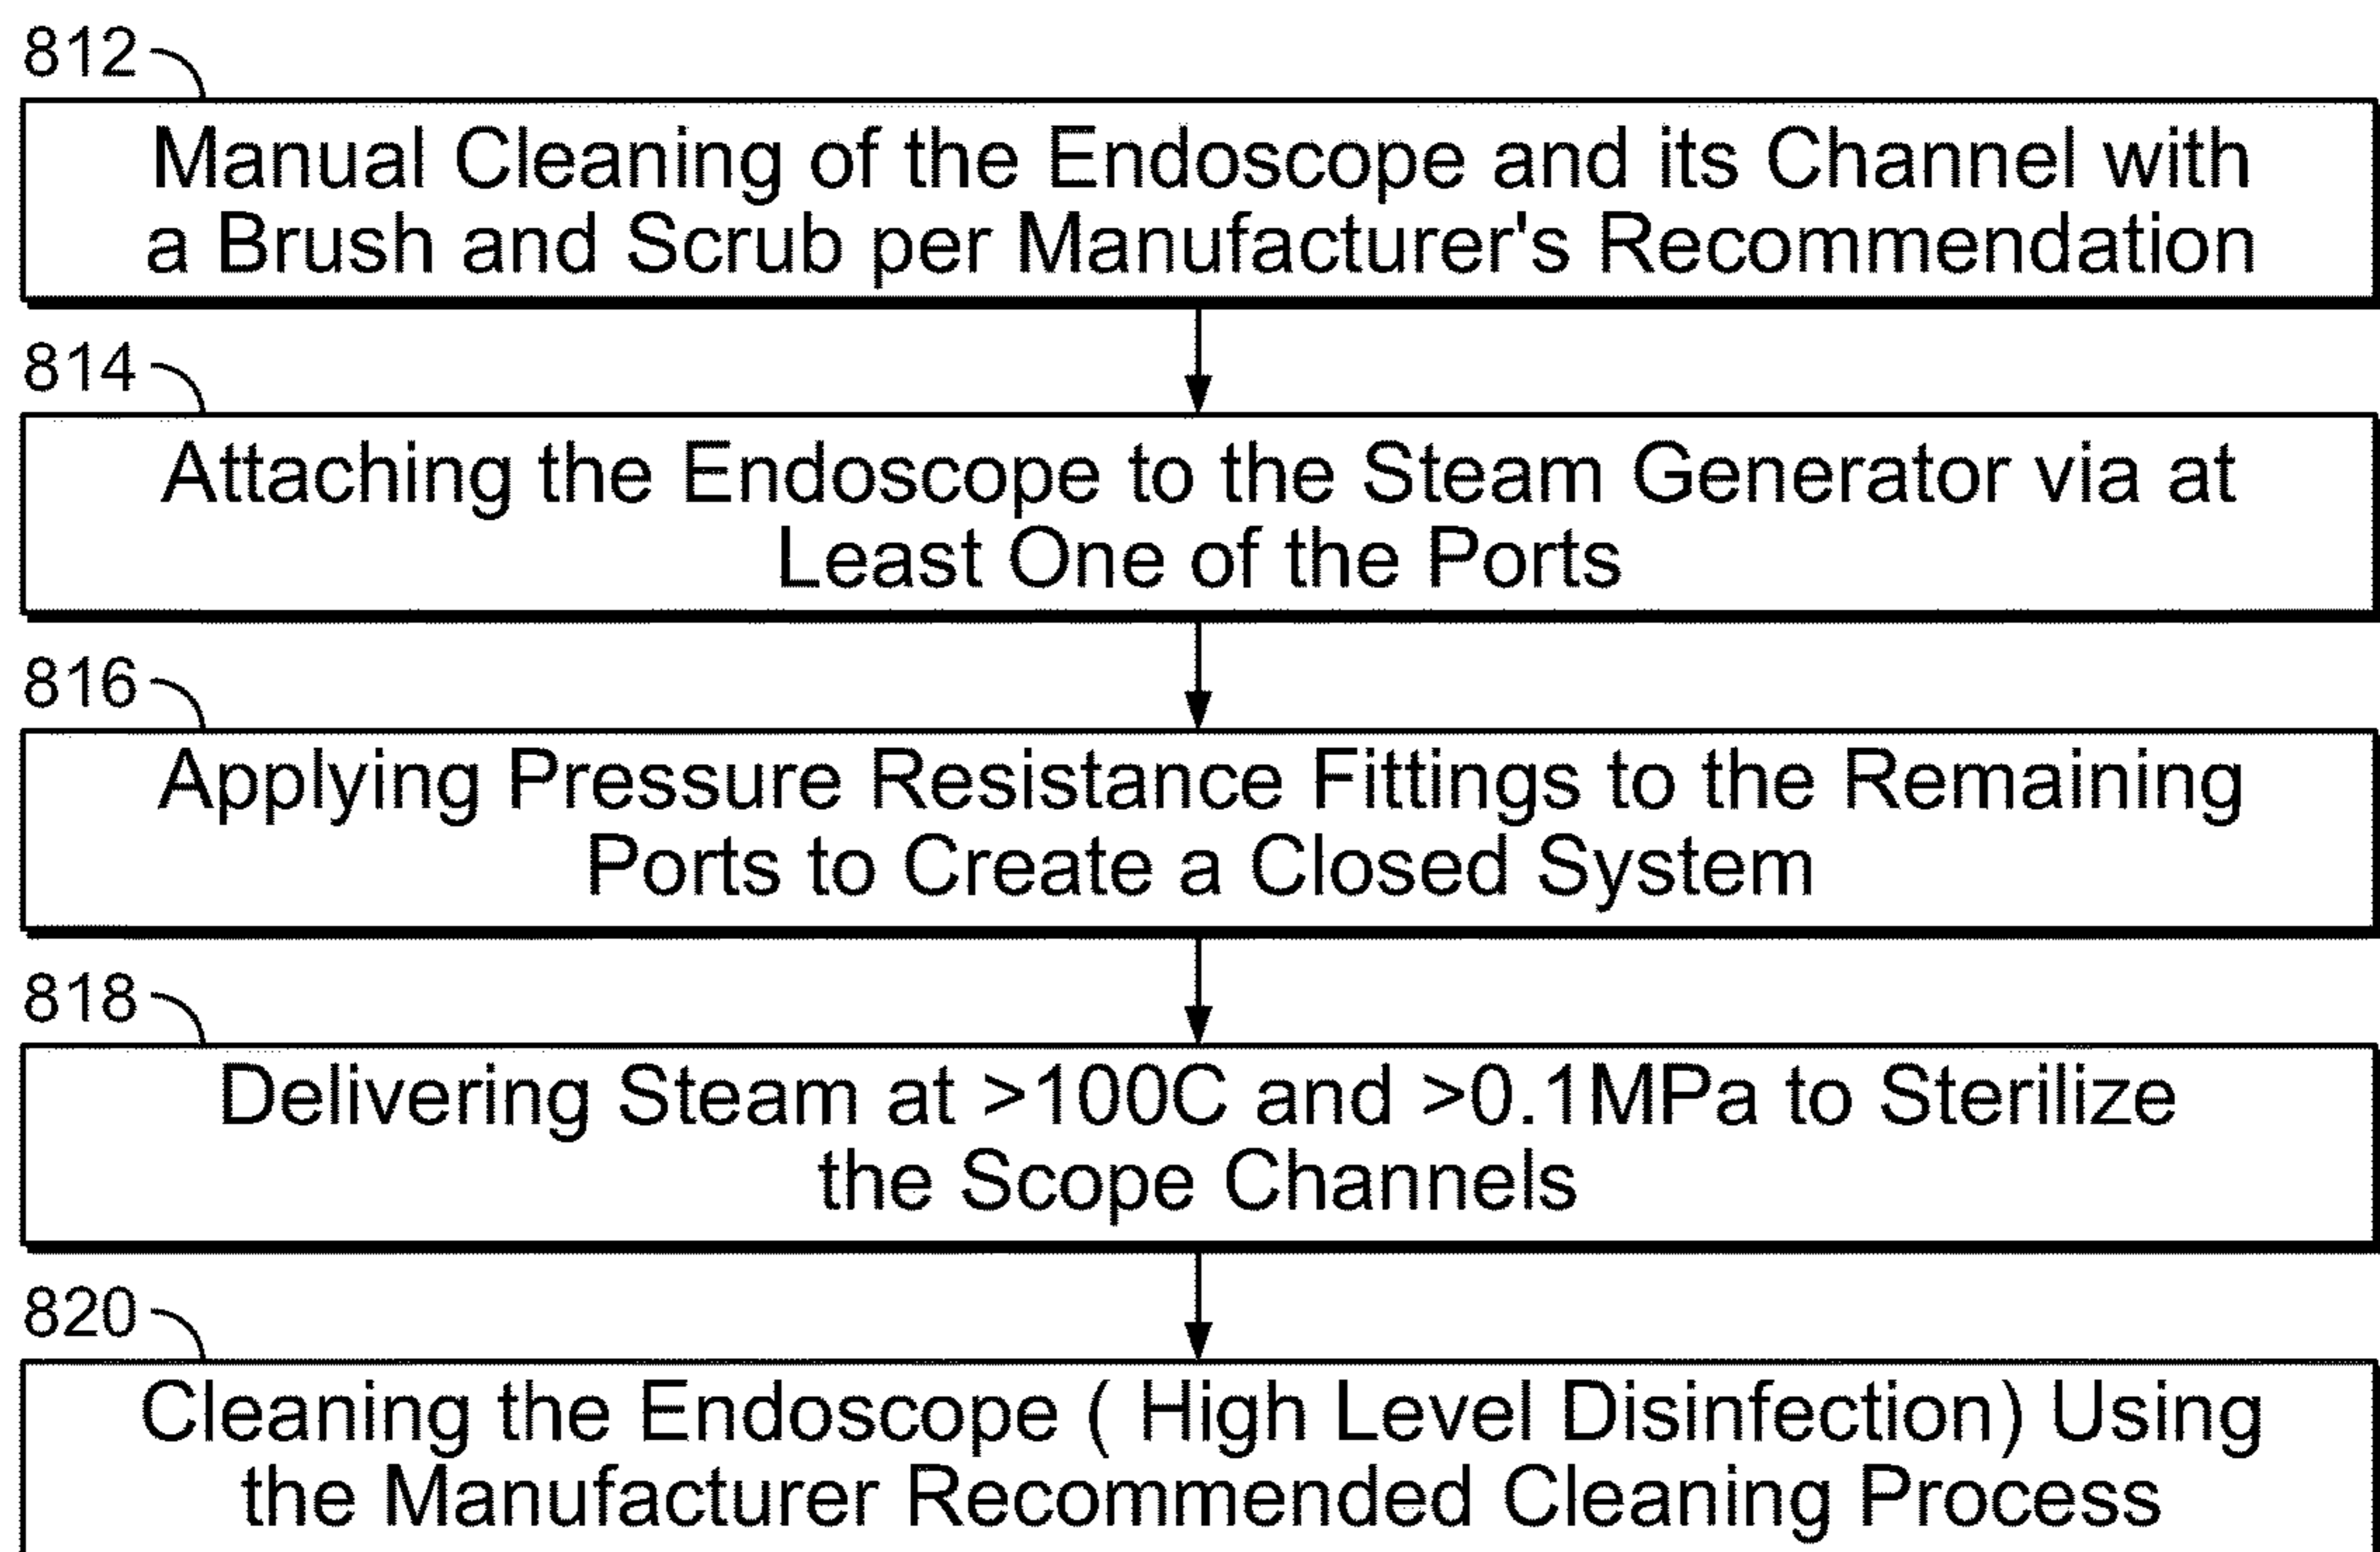 812
Manual Cleaning of the Endoscope and its Channel with
a Brush and Scrub per Manufacturer's Recommendation
814
Attaching the Endoscope to the Steam Generator via at
Least One of the Ports
816
Applying Pressure Resistance Fittings to the Remaining
Ports to Create a Closed System
818
Delivering Steam at >100C and >0.1MPa to Sterilize
the Scope Channels
820
Cleaning the Endoscope ( High Level Disinfection) Using
the Manufacturer Recommended Cleaning Process